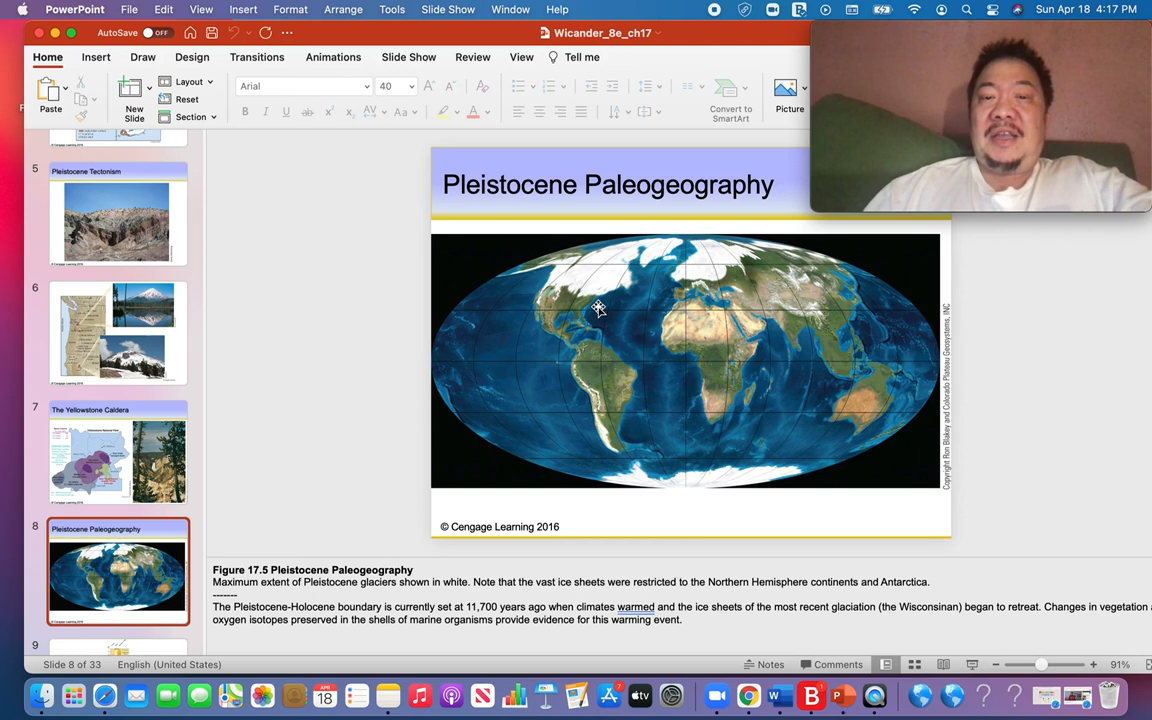 PowerPoint File Edit View Insert Format Arrange Tools Slide Show Window Help Sun Apr 18 4:17 PM
AutoSave OFF Wicander_8e_ch17
Home Insert Draw Design Transitions Animations Slide Show Review View Tell me
Paste
New Slide
Layout
Reset
Section
Arial 40
Convert to SmartArt
Picture
5 Pleistocene Tectonism
6
7 The Yellowstone Caldera
8 Pleistocene Paleogeography
9
Pleistocene Paleogeography
Copyright Ron Blakey and Colorado Plateau Geosystems, INC
© Cengage Learning 2016
Figure 17.5 Pleistocene Paleogeography
Maximum extent of Pleistocene glaciers shown in white. Note that the vast ice sheets were restricted to the Northern Hemisphere continents and Antarctica.
-------
The Pleistocene-Holocene boundary is currently set at 11,700 years ago when climates warmed and the ice sheets of the most recent glaciation (the Wisconsinan) began to retreat. Changes in vegetation
oxygen isotopes preserved in the shells of marine organisms provide evidence for this warming event.
Slide 8 of 33 English (United States) Notes Comments 91%
APR
18
tv